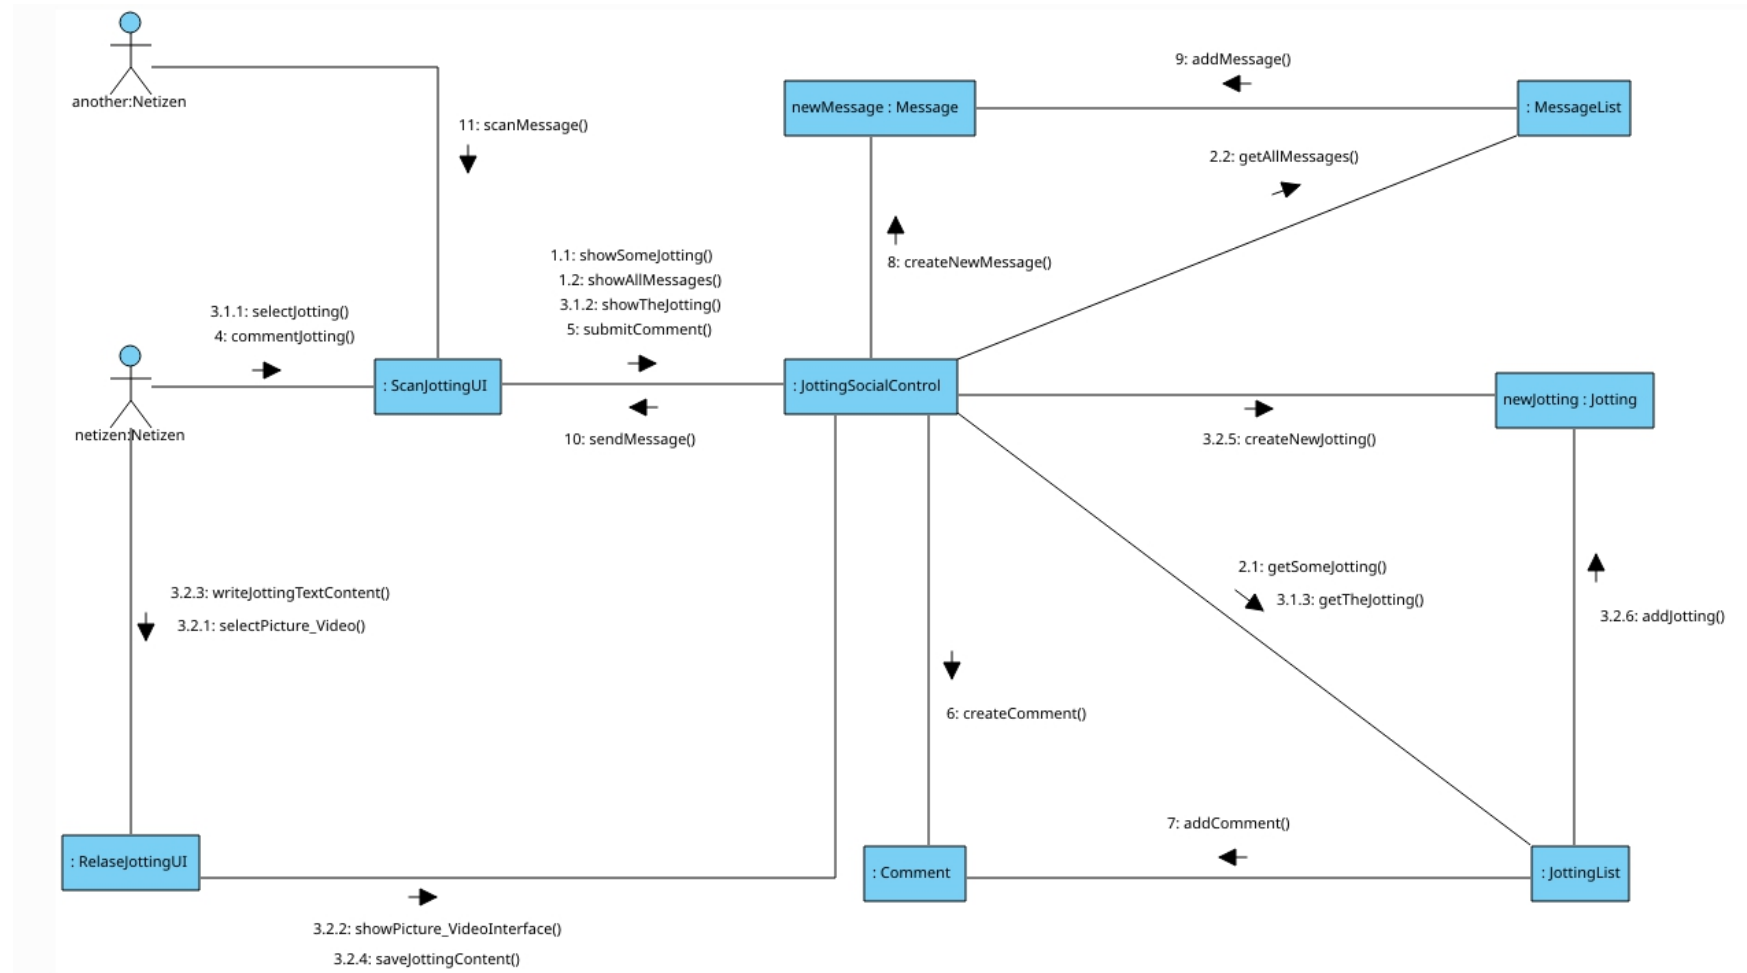 another:Netizen
9: addMessage()
newMessage : Message
: MessageList
11: scanMessage()
2.2: getAllMessages()
8: createNewMessage()
1.1: showSomeJotting()
1.2: showAllMessages()
3.1.2: showTheJotting()
5: submitComment()
3.1.1: selectJotting()
4: commentJotting()
netizen:Netizen
: ScanJottingUI
: JottingSocialControl
newJotting : Jotting
10: sendMessage()
3.2.5: createNewJotting()
3.2.3: writeJottingTextContent()
3.2.1: selectPicture_Video()
2.1: getSomeJotting()
3.1.3: getTheJotting()
3.2.6: addJotting()
6: createComment()
7: addComment()
: RelaseJottingUI
: Comment
: JottingList
3.2.2: showPicture_VideoInterface()
3.2.4: saveJottingContent()